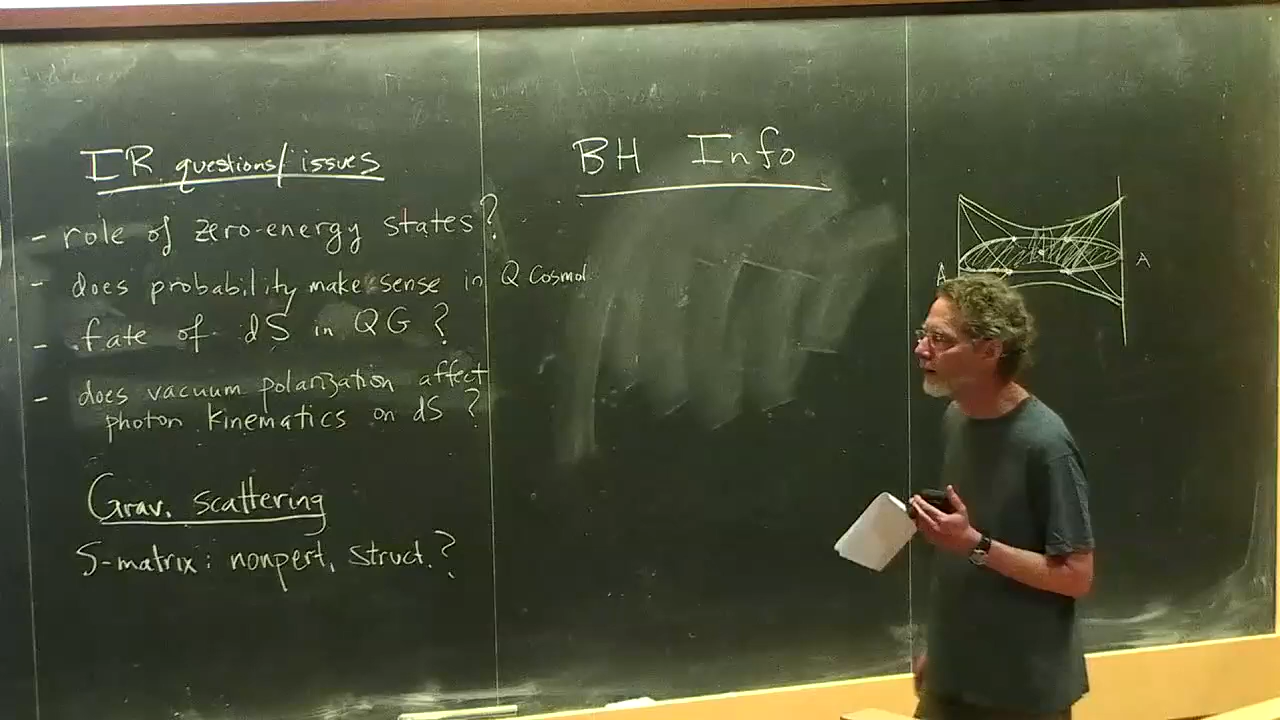 IR questions/issues
- role of zero-energy states?
- does probability make sense in Q Cosmol.
- fate of dS in QG ?
- does vacuum polarization affect
photon kinematics on dS ?
Grav. scattering
S-matrix: nonpert. struct.?
BH Info
A
A